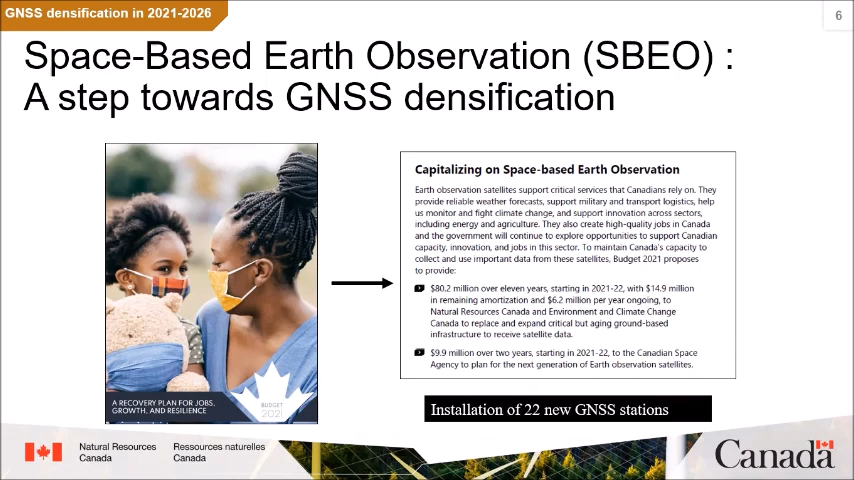 GNSS densification in 2021-2026
6
Space-Based Earth Observation (SBEO) :
A step towards GNSS densification
A RECOVERY PLAN FOR JOBS,
GROWTH, AND RESILIENCE
BUDGET
2021
Capitalizing on Space-based Earth Observation
Earth observation satellites support critical services that Canadians rely on. They
provide reliable weather forecasts, support military and transport logistics, help
us monitor and fight climate change, and support innovation across sectors,
including energy and agriculture. They also create high-quality jobs in Canada
and the government will continue to explore opportunities to support Canadian
capacity, innovation, and jobs in this sector. To maintain Canada's capacity to
collect and use important data from these satellites, Budget 2021 proposes
to provide:
$80.2 million over eleven years, starting in 2021-22, with $14.9 million
in remaining amortization and $6.2 million per year ongoing, to
Natural Resources Canada and Environment and Climate Change
Canada to replace and expand critical but aging ground-based
infrastructure to receive satellite data.
$9.9 million over two years, starting in 2021-22, to the Canadian Space
Agency to plan for the next generation of Earth observation satellites.
Installation of 22 new GNSS stations
Natural Resources
Canada
Ressources naturelles
Canada
Canada